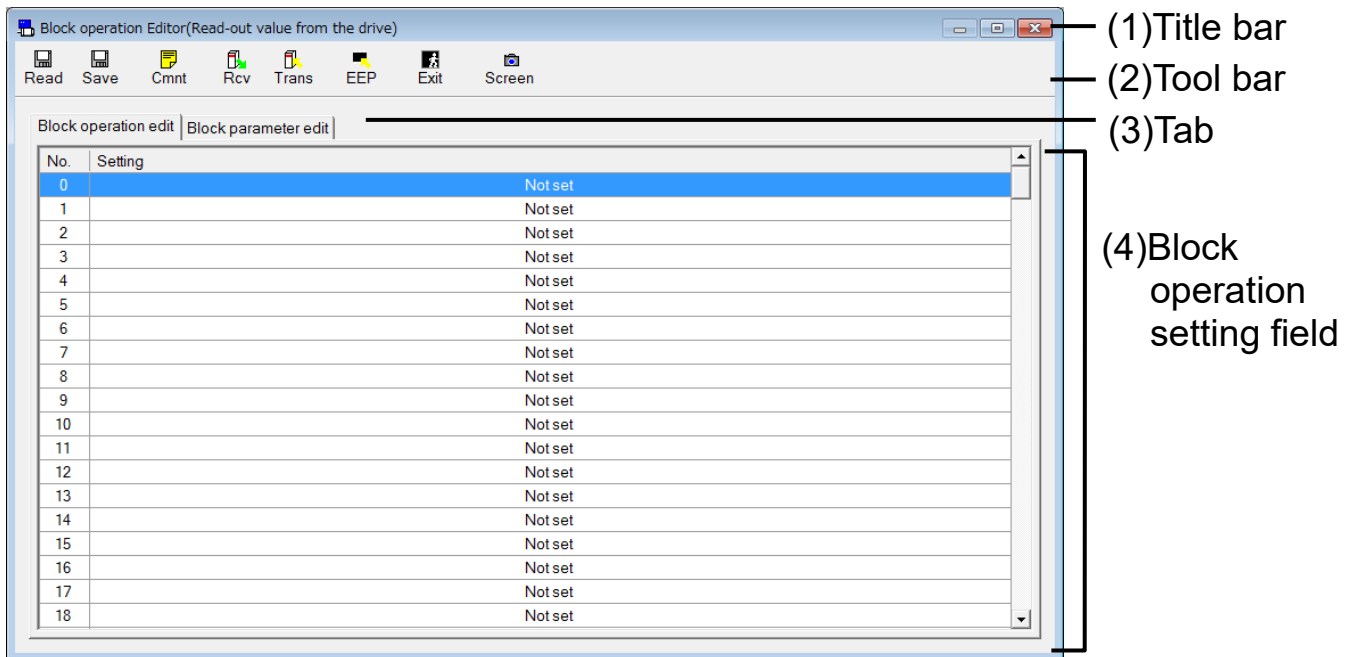 Block operation Editor(Read-out value from the drive)
(1)Title bar
Read Save Cmnt Rcv Trans EEP Exit Screen
(2)Tool bar
Block operation edit Block parameter edit
(3)Tab
No. Setting
0 Not set
1 Not set
2 Not set
3 Not set
4 Not set
5 Not set
6 Not set
7 Not set
8 Not set
9 Not set
10 Not set
11 Not set
12 Not set
13 Not set
14 Not set
15 Not set
16 Not set
17 Not set
18 Not set
(4)Block
operation
setting field